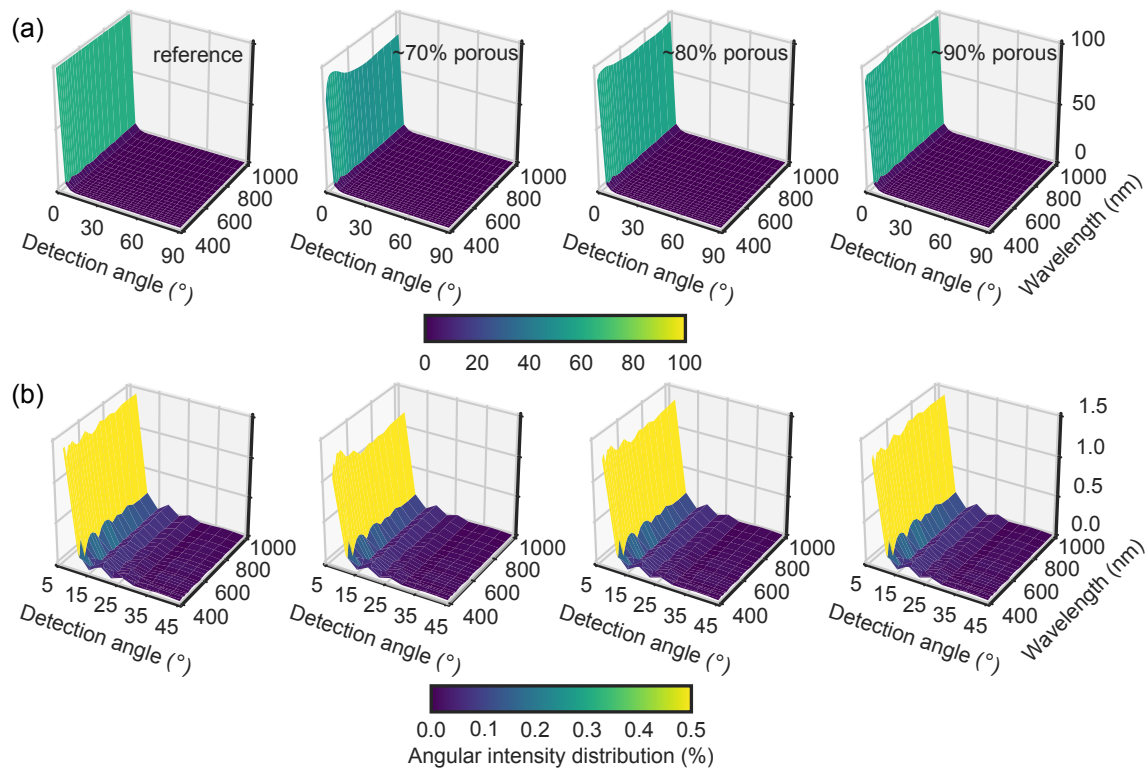 (a)
reference
~70% porous
~80% porous
~90% porous
100
50
0
0 30 60 90
400 600 800 1000
Detection angle (°)
0 30 60 90
400 600 800 1000
Detection angle (°)
0 30 60 90
400 600 800 1000
Detection angle (°)
0 30 60 90
400 600 800 1000
Detection angle (°)
Wavelength (nm)
0 20 40 60 80 100
(b)
1.5
1.0
0.5
0.0
5 15 25 35 45
400 600 800 1000
Detection angle (°)
5 15 25 35 45
400 600 800 1000
Detection angle (°)
5 15 25 35 45
400 600 800 1000
Detection angle (°)
5 15 25 35 45
400 600 800 1000
Detection angle (°)
Wavelength (nm)
0.0 0.1 0.2 0.3 0.4 0.5
Angular intensity distribution (%)